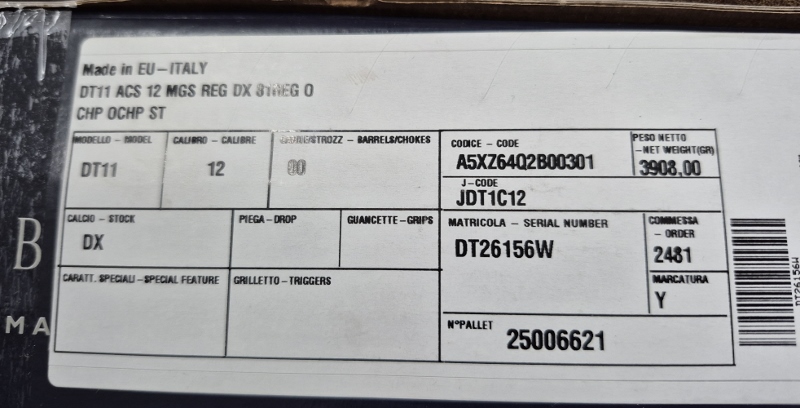 Made in EU-ITALY
DT11 ACS 12 MGS REG DX O
CHP OCHP ST
MODELLO - MODEL
DT11
CALIBRO - CALIBRE
12
- BARRELS/CHOKES
CODICE - CODE
A5XZ64Q2B00301
PESO NETTO
-NET WEIGHT(GR)
3908,00
J-CODE
JDT1C12
CALCIO - STOCK
DX
PIEGA-DROP
GUANCETTE-GRIPS
MATRICOLA - SERIAL NUMBER
DT26156W
COMMESSA
- ORDER
2481
MARCATURA
Y
CARATT. SPECIALI -SPECIAL FEATURE
GRILLETTO - TRIGGERS
N°PALLET
25006621
DT26156W
B
MA